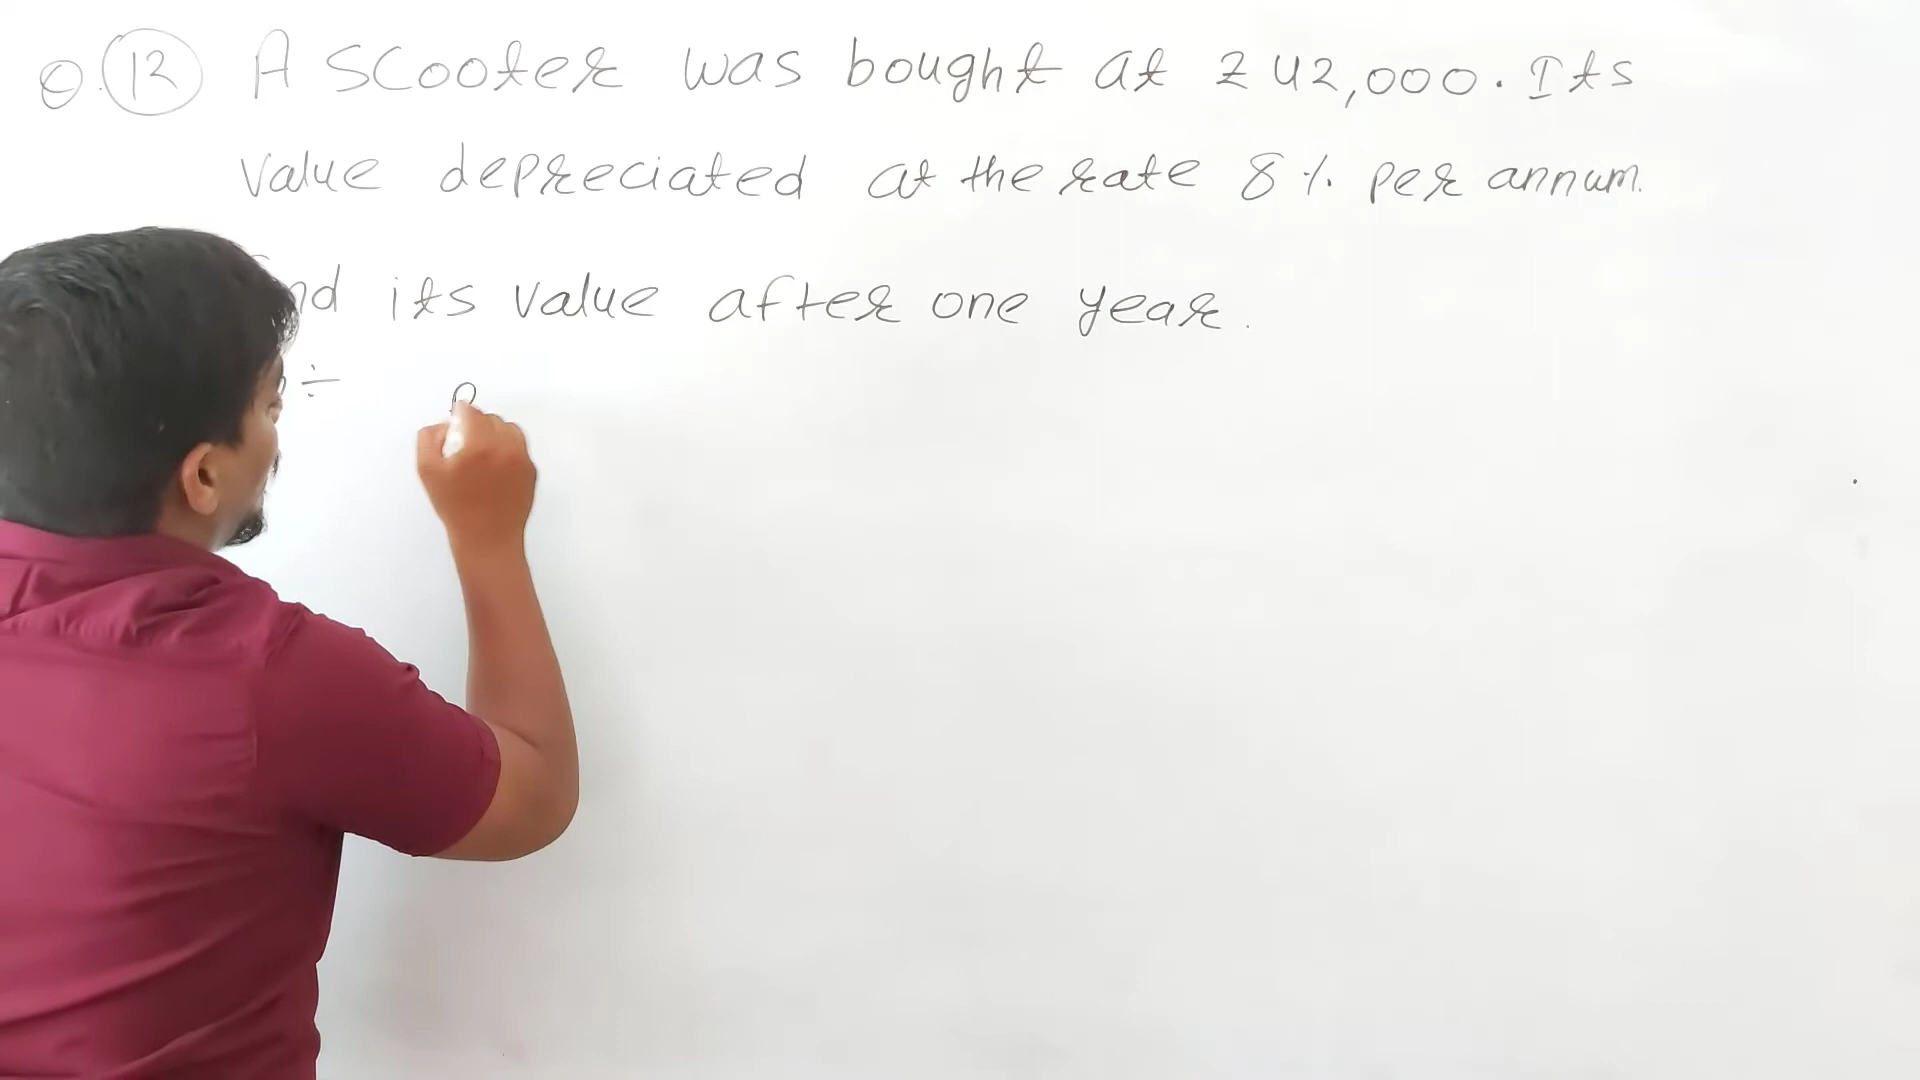 Q. 12 A scooter was bought at ₹ 42,000. Its
value depreciated at the rate 8% per annum.
its value after one year.
÷ P